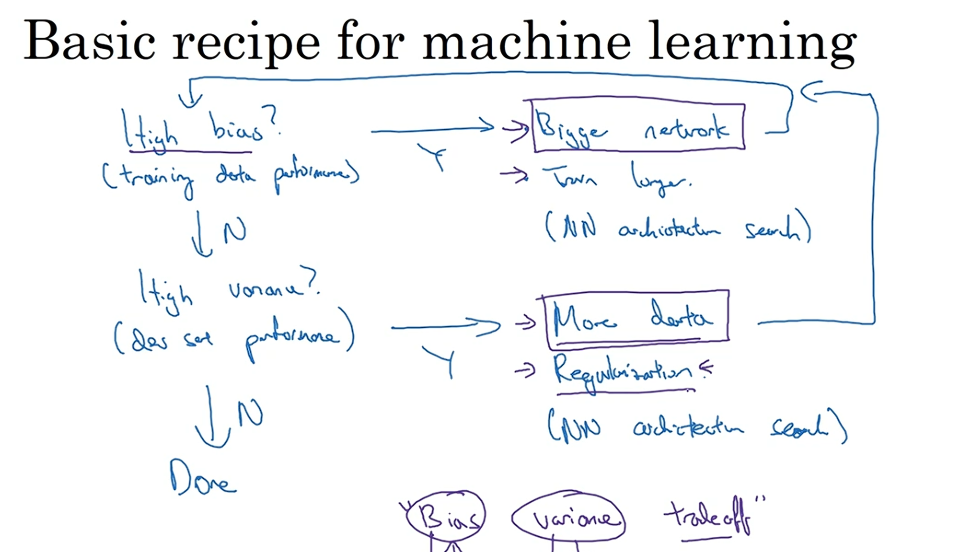 Basic recipe for machine learning
High bias?
(training data performance)
Y
Bigger network
Train longer.
(NN architecture search)
N
High variance?
(dev set performance)
Y
More data
Regularization
(NN architecture search)
N
Done
"Bias variance tradeoff"